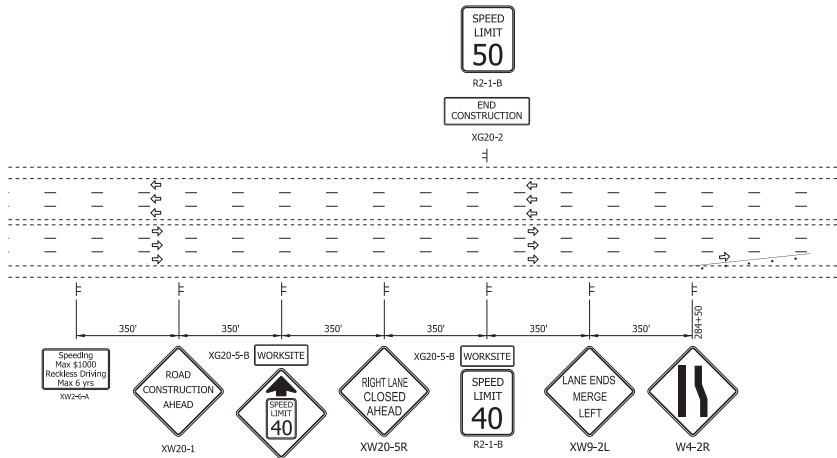 SPEED
LIMIT
50
R2-1-B
END
CONSTRUCTION
XG20-2
350' 350' 350' 350' 350' 350'
284+50
Speeding
Max $1000
Reckless Driving
Max 6 yrs
XW2-6-A
ROAD
CONSTRUCTION
AHEAD
XW20-1
XG20-5-B WORKSITE
SPEED
LIMIT
40
RIGHT LANE
CLOSED
AHEAD
XW20-5R
XG20-5-B WORKSITE
SPEED
LIMIT
40
R2-1-B
LANE ENDS
MERGE
LEFT
XW9-2L
W4-2R